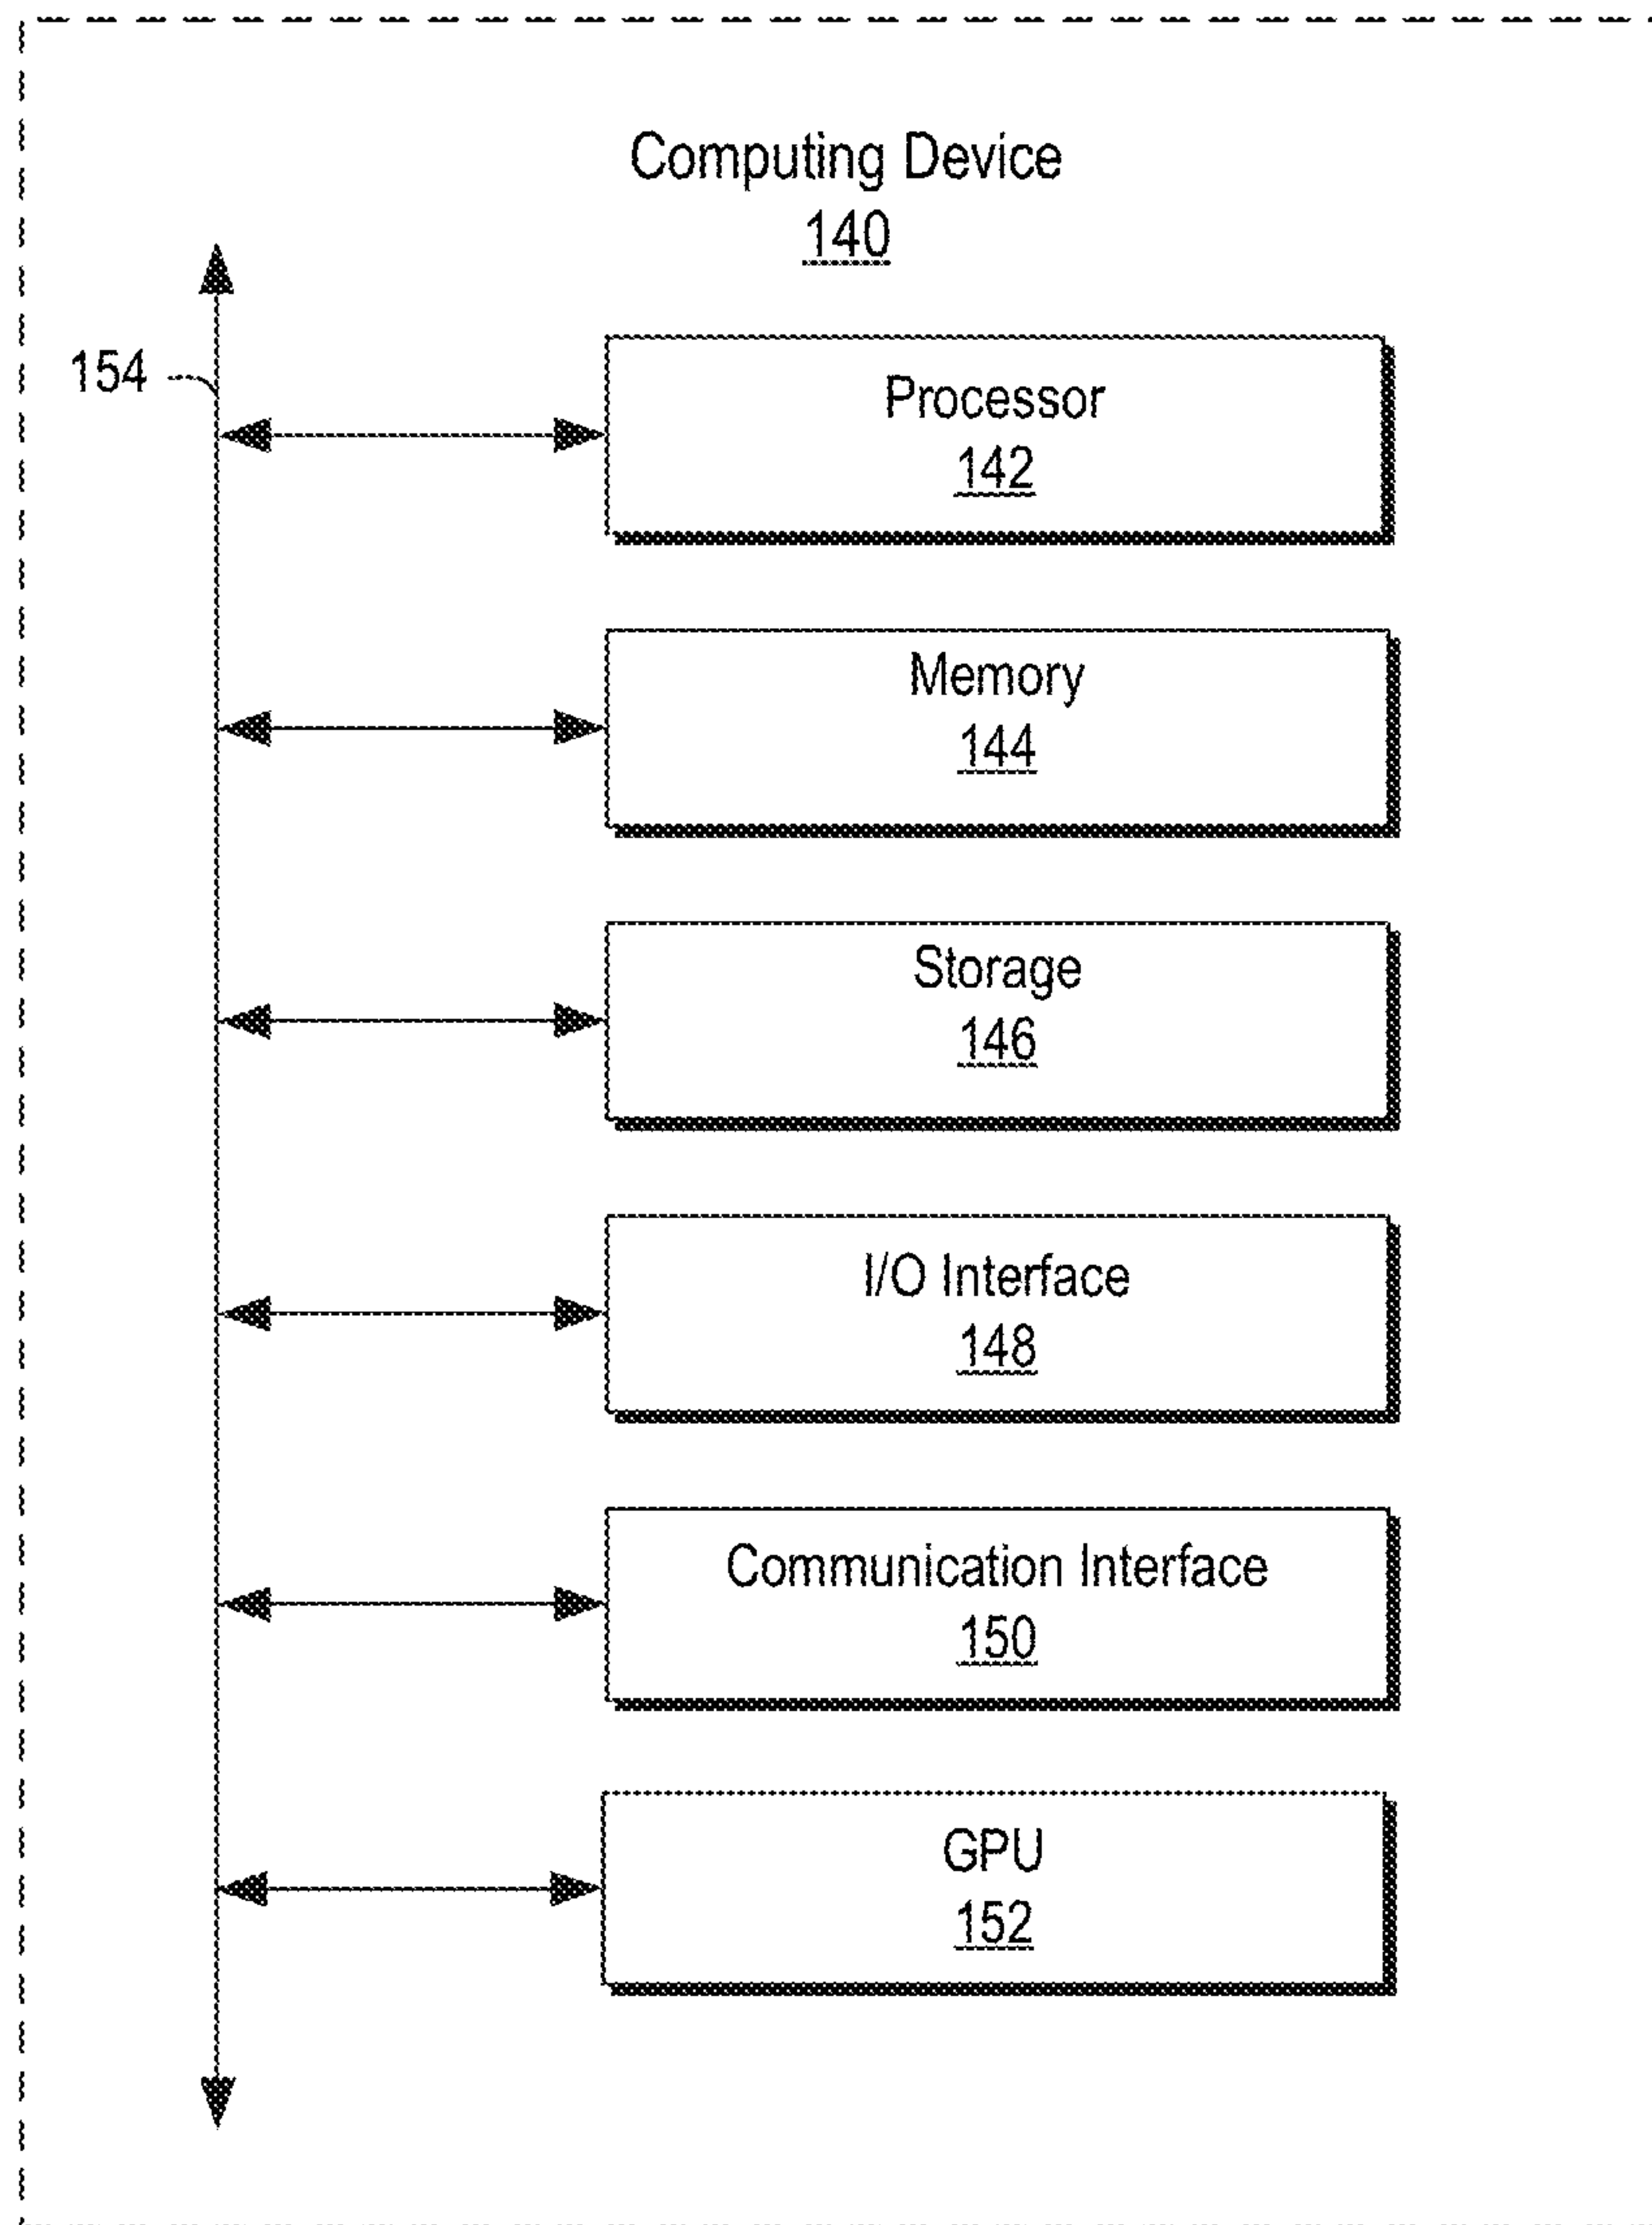 Computing Device
140
154
Processor
142
Memory
144
Storage
146
I/O Interface
148
Communication Interface
150
GPU
152